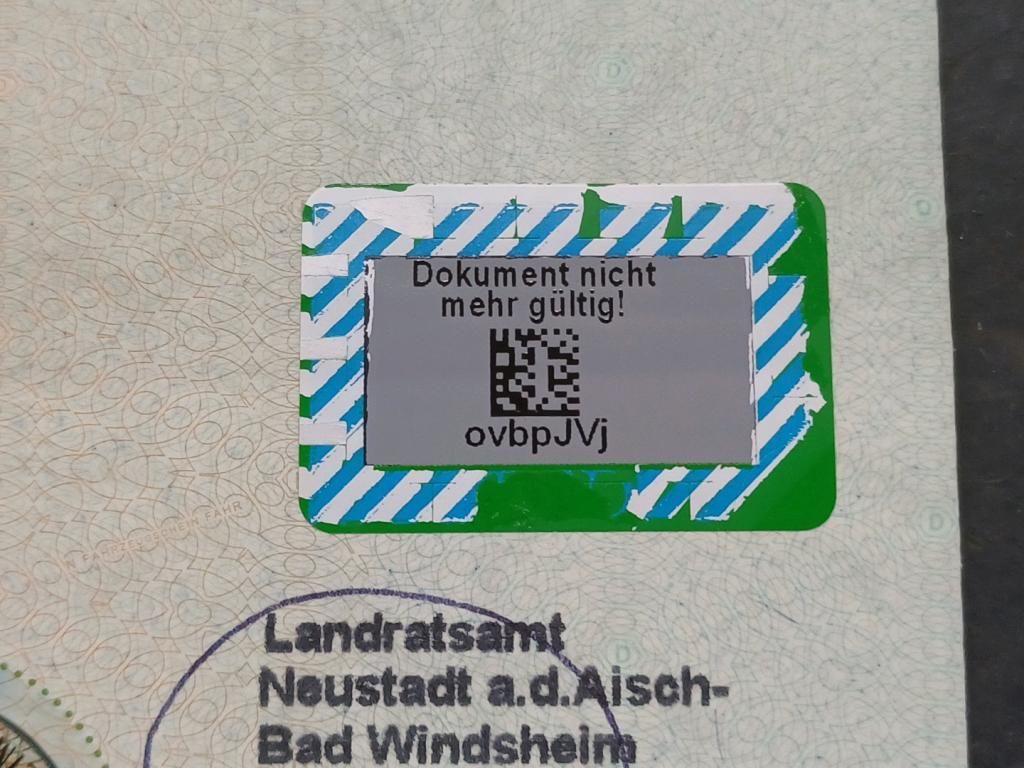 Dokument nicht
mehr gültig!
ovbpJVj
Landratsamt
Neustadt a.d.Aisch-
Bad Windsheim